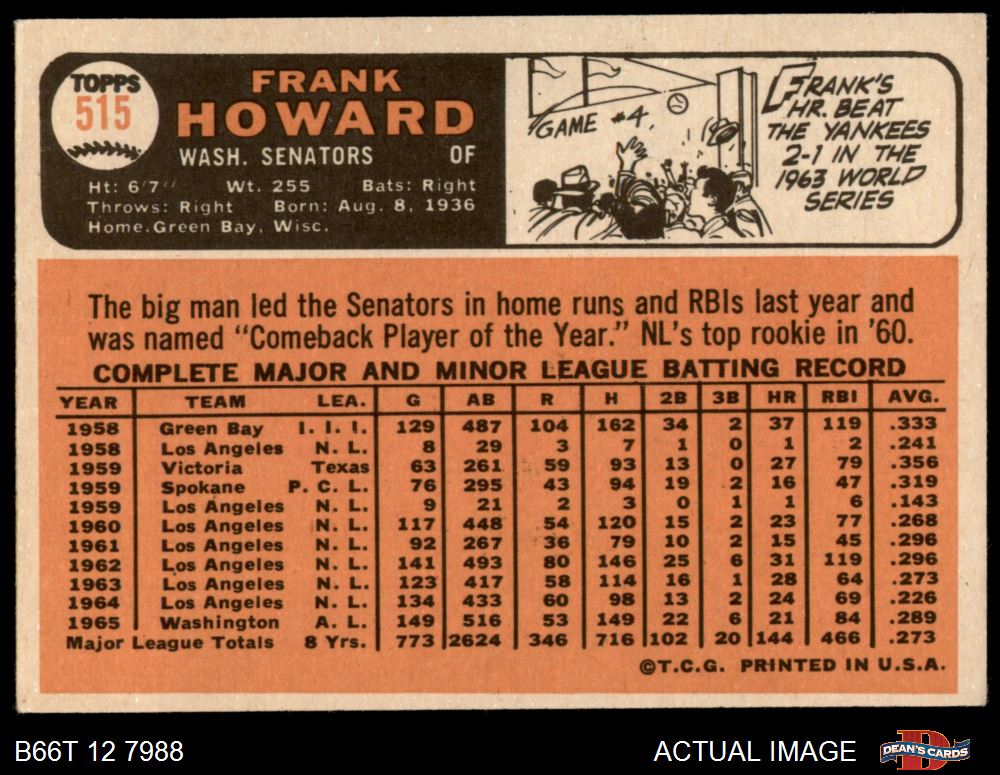 TOPPS
515
FRANK
HOWARD
WASH. SENATORS OF
Ht: 6'7" Wt. 255 Bats: Right
Throws: Right Born: Aug. 8, 1936
Home. Green Bay, Wisc.
GAME #4.
FRANK'S
HR. BEAT
THE YANKEES
2-1 IN THE
1963 WORLD
SERIES
The big man led the Senators in home runs and RBIs last year and
was named "Comeback Player of the Year." NL's top rookie in '60.
COMPLETE MAJOR AND MINOR LEAGUE BATTING RECORD
YEAR TEAM LEA. G AB R H 2B 3B HR RBI AVG.
1958 Green Bay I. I. I. 129 487 104 162 34 2 37 119 .333
1958 Los Angeles N. L. 8 29 3 7 1 0 1 2 .241
1959 Victoria Texas 63 261 59 93 13 0 27 79 .356
1959 Spokane P. C. L. 76 295 43 94 19 2 16 47 .319
1959 Los Angeles N. L. 9 21 2 3 0 1 1 6 .143
1960 Los Angeles N. L. 117 448 54 120 15 2 23 77 .268
1961 Los Angeles N. L. 92 267 36 79 10 2 15 45 .296
1962 Los Angeles N. L. 141 493 80 146 25 6 31 119 .296
1963 Los Angeles N. L. 123 417 58 114 16 1 28 64 .273
1964 Los Angeles N. L. 134 433 60 98 13 2 24 69 .226
1965 Washington A. L. 149 516 53 149 22 6 21 84 .289
Major League Totals 8 Yrs. 773 2624 346 716 102 20 144 466 .273
©T.C.G. PRINTED IN U.S.A.
B66T 12 7988
ACTUAL IMAGE
DEAN'S CARDS